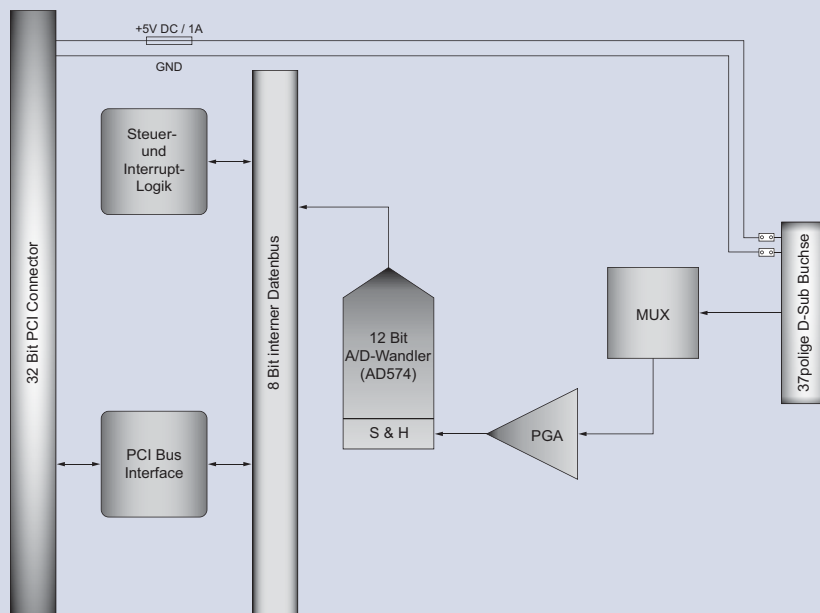 +5V DC / 1A
GND
Steuer-
und
Interrupt-
Logik
32 Bit PCI Connector
8 Bit interner Datenbus
12 Bit
A/D-Wandler
(AD574)
S & H
PGA
MUX
37polige D-Sub Buchse
PCI Bus
Interface